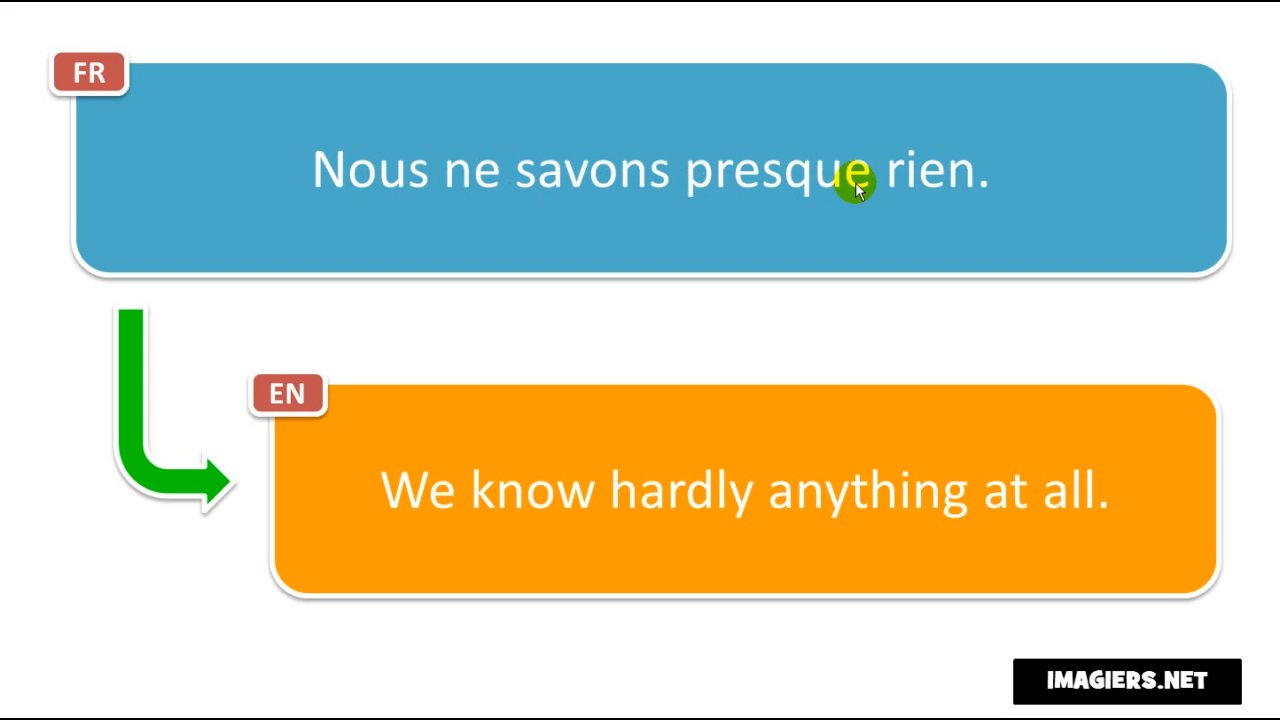 FR
Nous ne savons presque rien.
EN
We know hardly anything at all.
IMAGIERS.NET